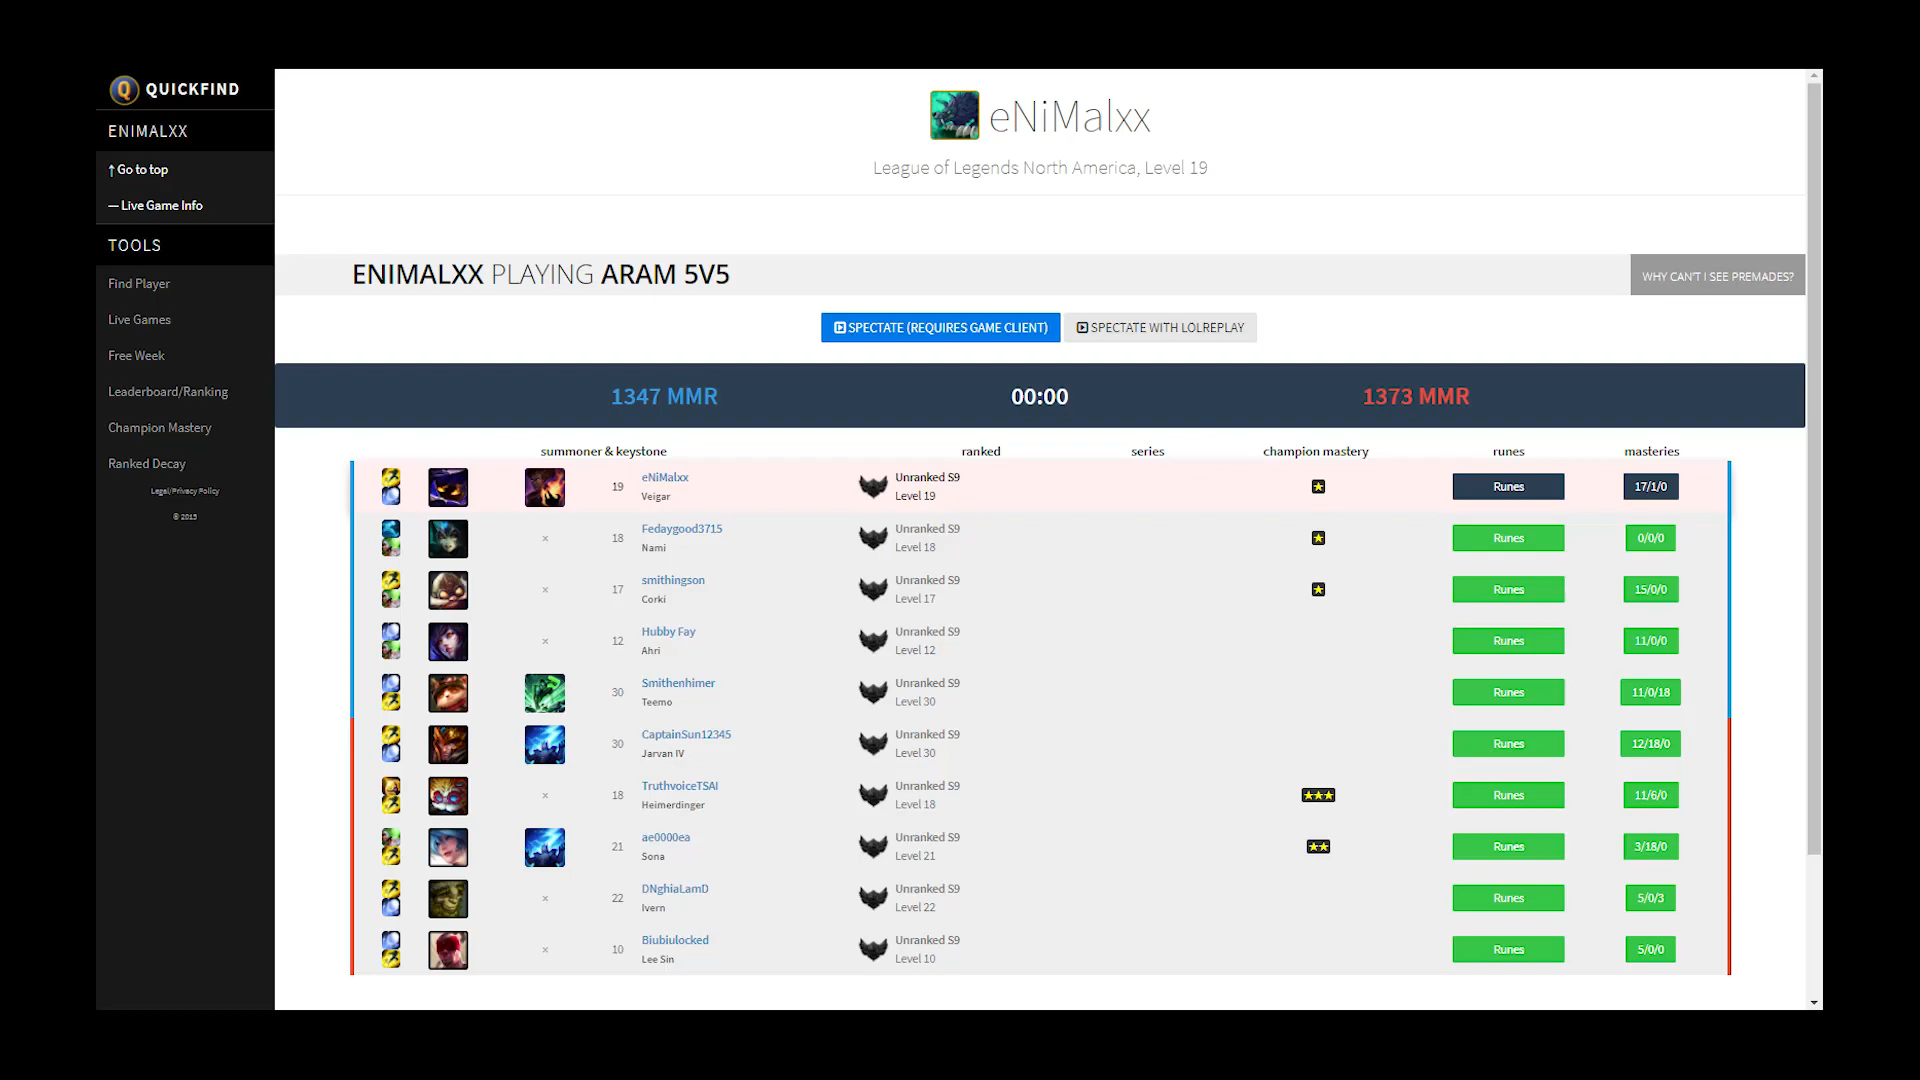 QUICKFIND
ENIMALXX
↑ Go to top
— Live Game Info
TOOLS
Find Player
Live Games
Free Week
Leaderboard/Ranking
Champion Mastery
Ranked Decay
Legal/Privacy Policy
© 2015
eNiMalxx
League of Legends North America, Level 19
ENIMALXX PLAYING ARAM 5V5
WHY CAN'T I SEE PREMADES?
SPECTATE (REQUIRES GAME CLIENT) SPECTATE WITH LOLREPLAY
1347 MMR 00:00 1373 MMR
summoner & keystone ranked series champion mastery runes masteries
19 eNiMalxx Veigar Unranked S9 Level 19 Runes 17/1/0
× 18 Fedaygood3715 Nami Unranked S9 Level 18 Runes 0/0/0
× 17 smithingson Corki Unranked S9 Level 17 Runes 15/0/0
× 12 Hubby Fay Ahri Unranked S9 Level 12 Runes 11/0/0
30 Smithenhimer Teemo Unranked S9 Level 30 Runes 11/0/18
30 CaptainSun12345 Jarvan IV Unranked S9 Level 30 Runes 12/18/0
× 18 TruthvoiceTSAI Heimerdinger Unranked S9 Level 18 Runes 11/6/0
21 ae0000ea Sona Unranked S9 Level 21 Runes 3/18/0
× 22 DNghiaLamD Ivern Unranked S9 Level 22 Runes 5/0/3
× 10 Biubiulocked Lee Sin Unranked S9 Level 10 Runes 5/0/0